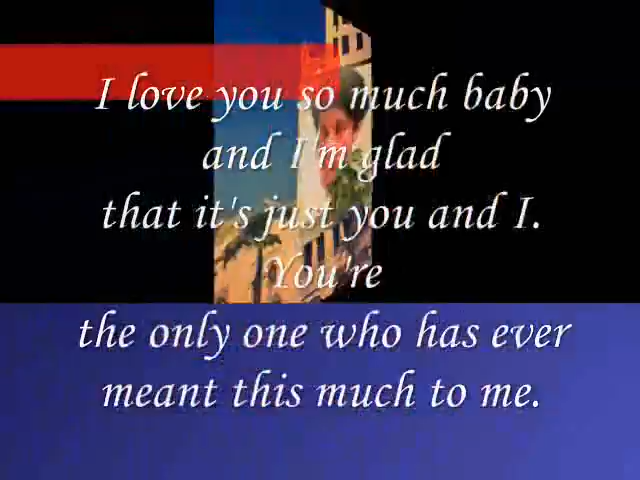 I love you so much baby
and I'm glad
that it's just you and I.
You're
the only one who has ever
meant this much to me.